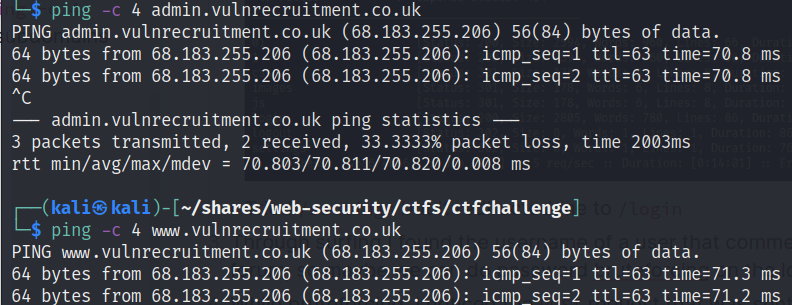 └─$ ping -c 4 admin.vulnrecruitment.co.uk
PING admin.vulnrecruitment.co.uk (68.183.255.206) 56(84) bytes of data.
64 bytes from 68.183.255.206 (68.183.255.206): icmp_seq=1 ttl=63 time=70.8 ms
64 bytes from 68.183.255.206 (68.183.255.206): icmp_seq=2 ttl=63 time=70.8 ms
^C
--- admin.vulnrecruitment.co.uk ping statistics ---
3 packets transmitted, 2 received, 33.3333% packet loss, time 2003ms
rtt min/avg/max/mdev = 70.803/70.811/70.820/0.008 ms
┌──(kali㉿kali)-[~/shares/web-security/ctfs/ctfchallenge]
└─$ ping -c 4 www.vulnrecruitment.co.uk
PING www.vulnrecruitment.co.uk (68.183.255.206) 56(84) bytes of data.
64 bytes from 68.183.255.206 (68.183.255.206): icmp_seq=1 ttl=63 time=71.3 ms
64 bytes from 68.183.255.206 (68.183.255.206): icmp_seq=2 ttl=63 time=71.2 ms